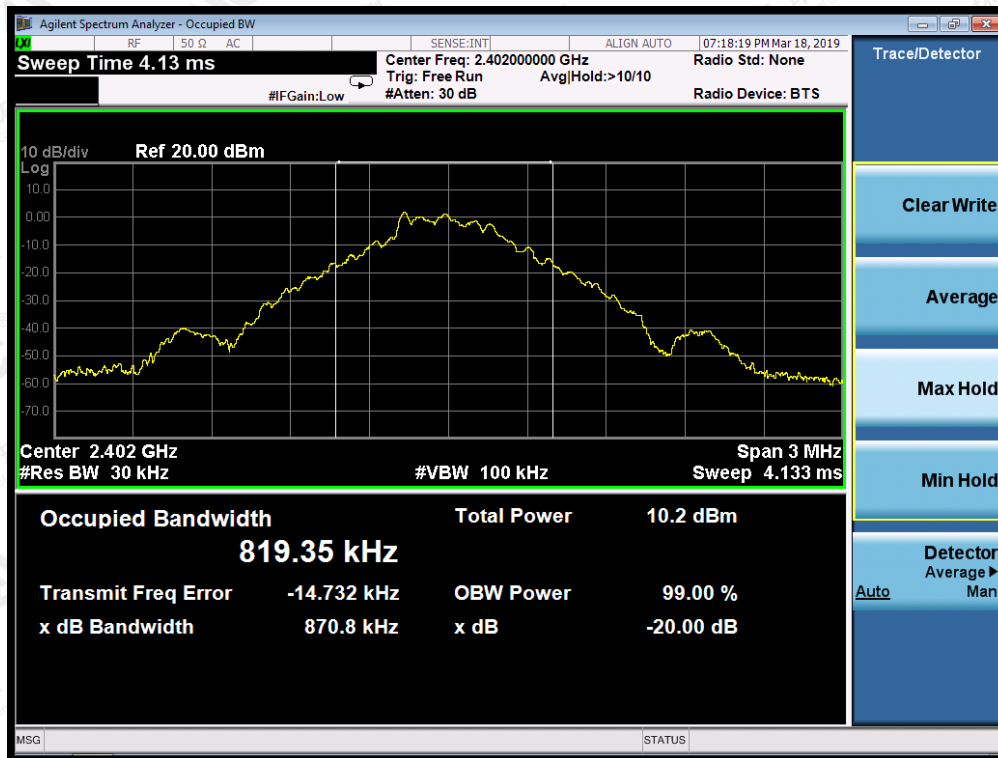 Agilent Spectrum Analyzer - Occupied BW
LXI RF 50 Ω AC SENSE:INT ALIGN AUTO 07:18:19 PM Mar 18, 2019
Sweep Time 4.13 ms
Center Freq: 2.402000000 GHz
Radio Std: None
Trig: Free Run Avg|Hold:>10/10
#IFGain:Low
#Atten: 30 dB
Radio Device: BTS
10 dB/div Ref 20.00 dBm
Log
10.0
0.00
-10.0
-20.0
-30.0
-40.0
-50.0
-60.0
-70.0
Center 2.402 GHz Span 3 MHz
#Res BW 30 kHz #VBW 100 kHz Sweep 4.133 ms
Occupied Bandwidth Total Power 10.2 dBm
819.35 kHz
Transmit Freq Error -14.732 kHz OBW Power 99.00 %
x dB Bandwidth 870.8 kHz x dB -20.00 dB
MSG STATUS
Trace/Detector
Clear Write
Average
Max Hold
Min Hold
Detector
Average
Auto Man